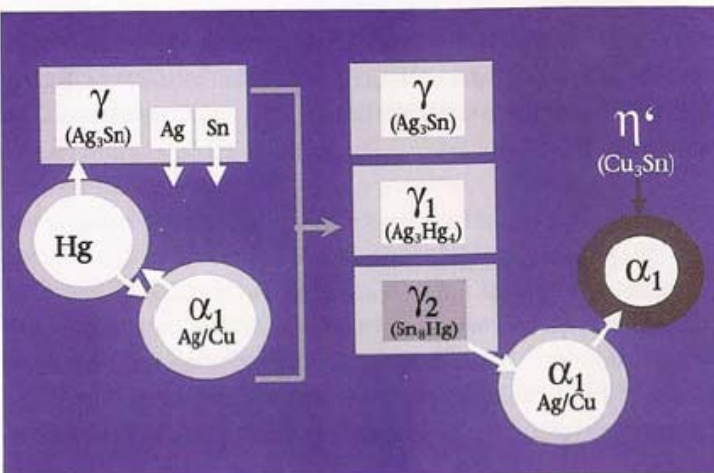 γ
(Ag₃Sn)
Ag
Sn
Hg
α₁
Ag/Cu
γ
(Ag₃Sn)
γ₁
(Ag₃Hg₄)
γ₂
(Sn₈Hg)
α₁
Ag/Cu
η‘
(Cu₃Sn)
α₁